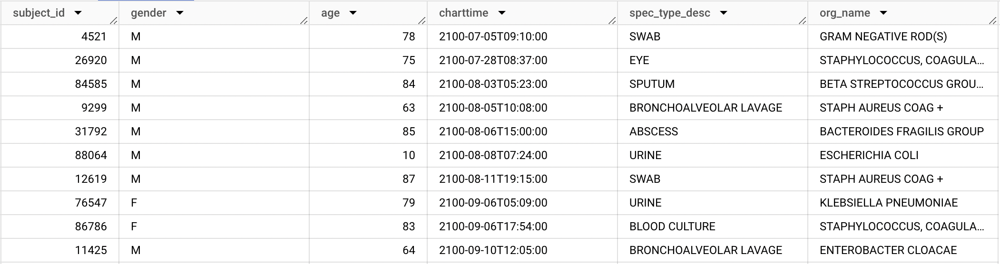 subject_id gender age charttime spec_type_desc org_name
4521 M 78 2100-07-05T09:10:00 SWAB GRAM NEGATIVE ROD(S)
26920 M 75 2100-07-28T08:37:00 EYE STAPHYLOCOCCUS, COAGULA...
84585 M 84 2100-08-03T05:23:00 SPUTUM BETA STREPTOCOCCUS GROU...
9299 M 63 2100-08-05T10:08:00 BRONCHOALVEOLAR LAVAGE STAPH AUREUS COAG +
31792 M 85 2100-08-06T15:00:00 ABSCESS BACTEROIDES FRAGILIS GROUP
88064 M 10 2100-08-08T07:24:00 URINE ESCHERICHIA COLI
12619 M 87 2100-08-11T19:15:00 SWAB STAPH AUREUS COAG +
76547 F 79 2100-09-06T05:09:00 URINE KLEBSIELLA PNEUMONIAE
86786 F 83 2100-09-06T17:54:00 BLOOD CULTURE STAPHYLOCOCCUS, COAGULA...
11425 M 64 2100-09-10T12:05:00 BRONCHOALVEOLAR LAVAGE ENTEROBACTER CLOACAE